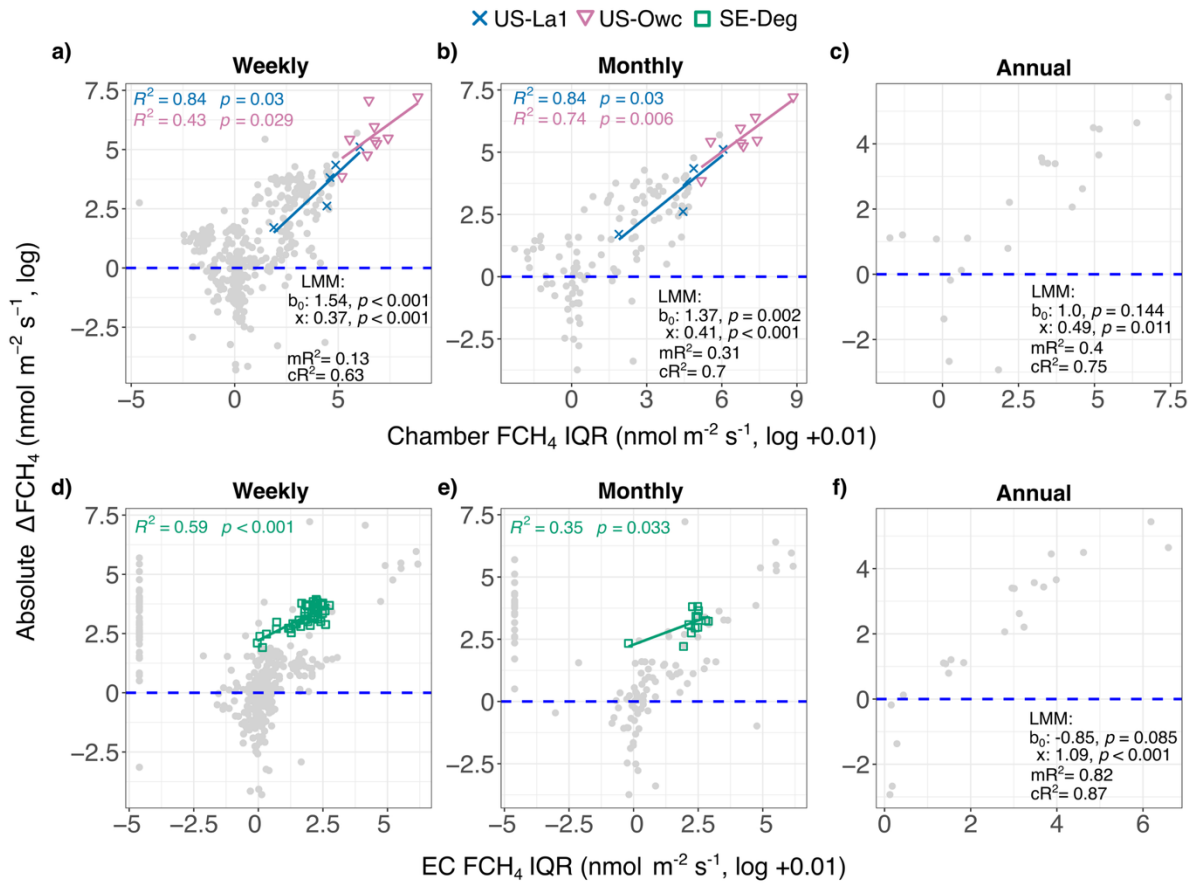 US-La1 US-Owc SE-Deg
a) Weekly
b) Monthly
c) Annual
R² = 0.84 p = 0.03
R² = 0.43 p = 0.029
R² = 0.84 p = 0.03
R² = 0.74 p = 0.006
7.5
5
2.5
0
−2.5
7.5
5
2.5
0
−2.5
4
2
0
−2
LMM:
b₀: 1.54, p < 0.001
x: 0.37, p < 0.001
mR² = 0.13
cR² = 0.63
LMM:
b₀: 1.37, p = 0.002
x: 0.41, p < 0.001
mR² = 0.31
cR² = 0.7
LMM:
b₀: 1.0, p = 0.144
x: 0.49, p = 0.011
mR² = 0.4
cR² = 0.75
−5 0 5
0 3 6 9
0 2.5 5 7.5
Chamber FCH₄ IQR (nmol m⁻² s⁻¹, log +0.01)
Absolute ΔFCH₄ (nmol m⁻² s⁻¹, log)
d) Weekly
e) Monthly
f) Annual
R² = 0.59 p < 0.001
R² = 0.35 p = 0.033
7.5
5
2.5
0
−2.5
7.5
5
2.5
0
−2.5
4
2
0
−2
LMM:
b₀: -0.85, p = 0.085
x: 1.09, p < 0.001
mR² = 0.82
cR² = 0.87
−5 −2.5 0 2.5 5
−5 −2.5 0 2.5 5
0 2 4 6
EC FCH₄ IQR (nmol m⁻² s⁻¹, log +0.01)